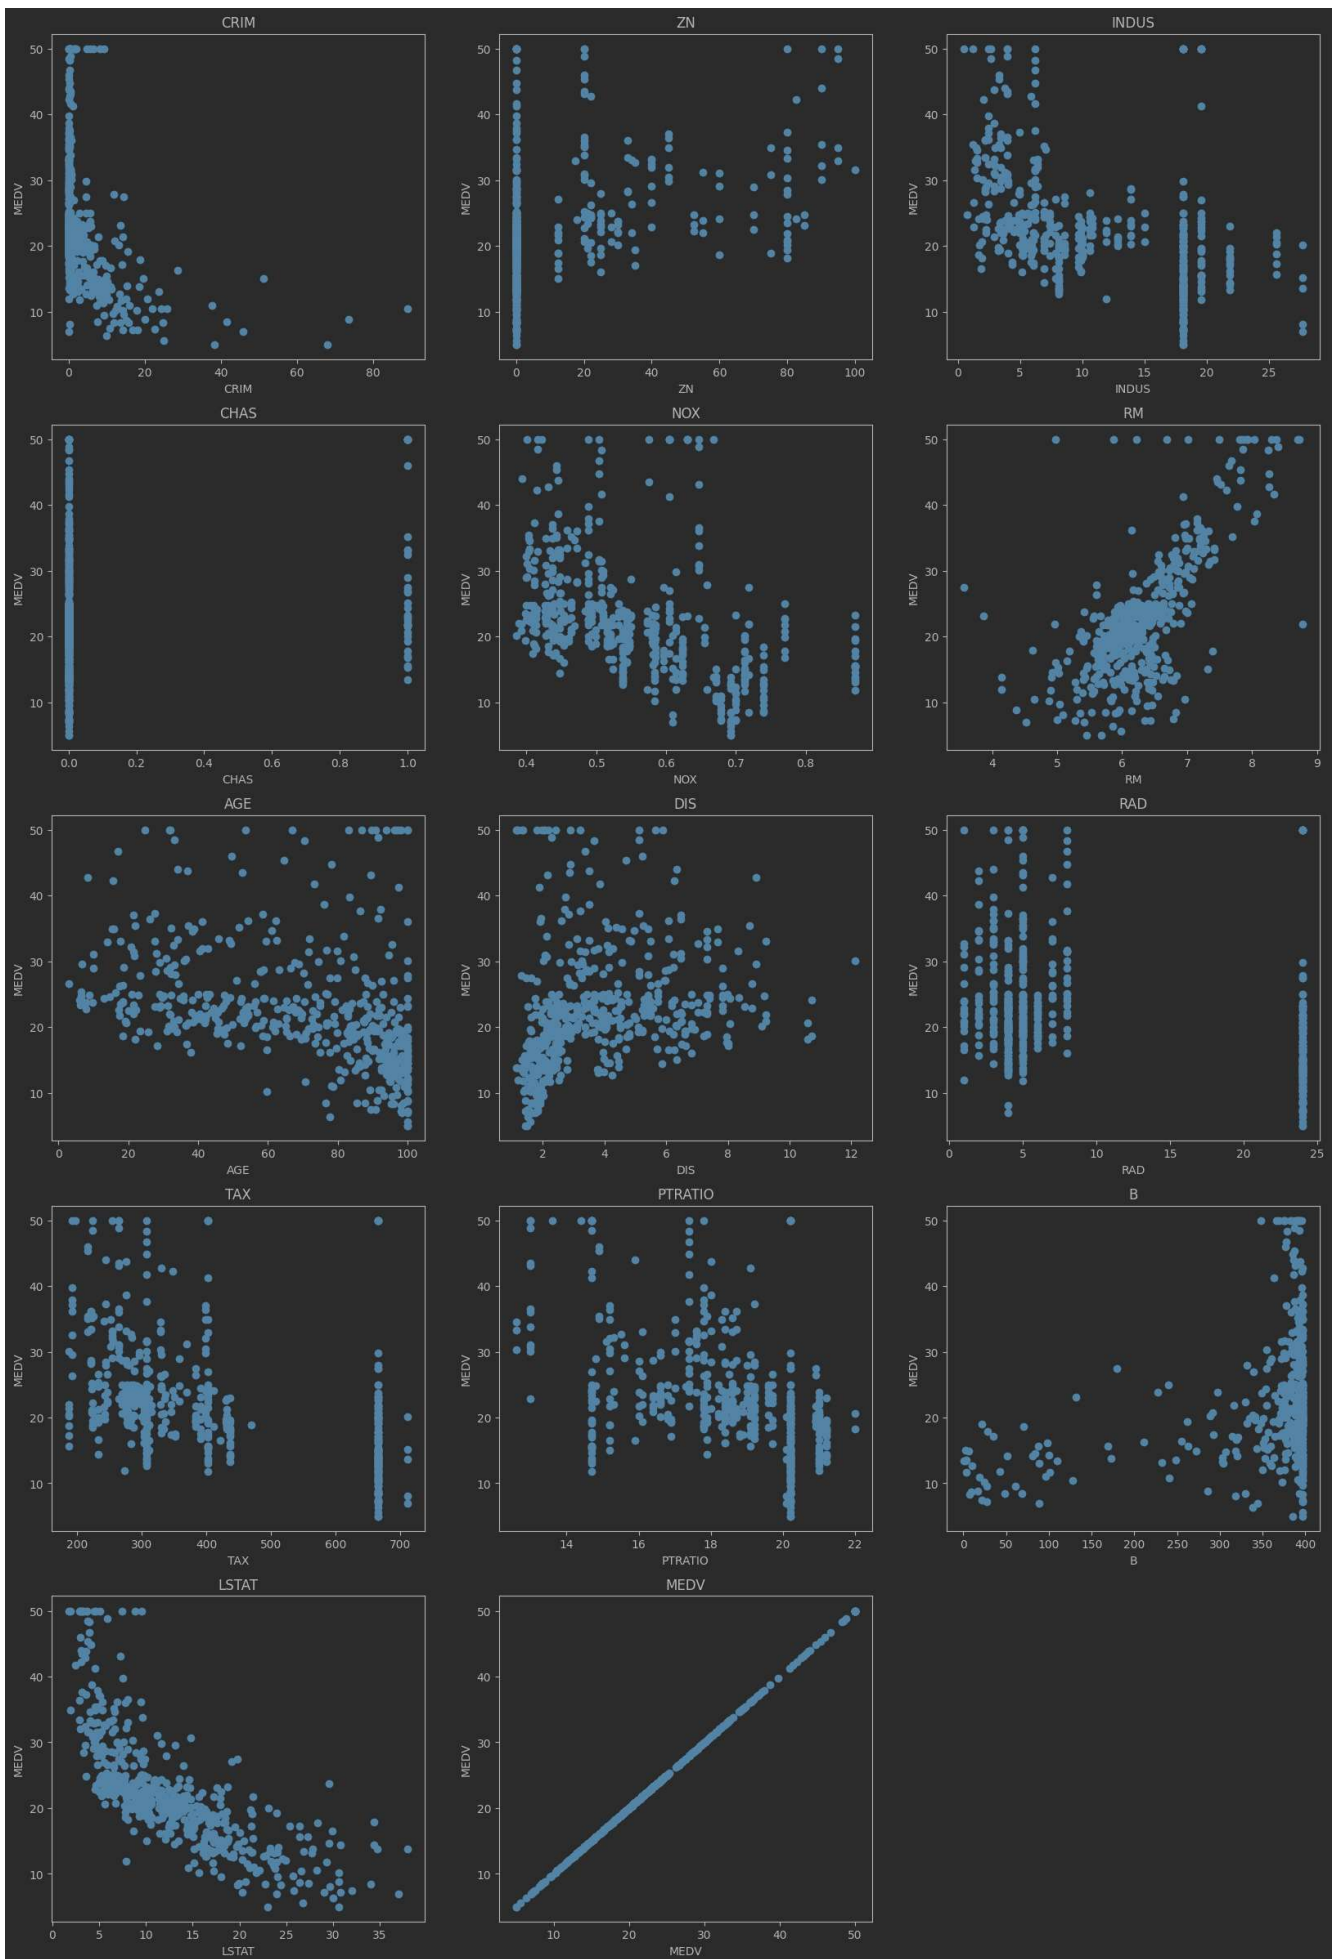 CRIM ZN INDUS
50 50 50
40 40 40
MEDV MEDV MEDV
30 30 30
20 20 20
10 10 10
0 20 40 60 80 0 20 40 60 80 100 0 5 10 15 20 25
CRIM ZN INDUS
CHAS NOX RM
50 50 50
40 40 40
MEDV MEDV MEDV
30 30 30
20 20 20
10 10 10
0.0 0.2 0.4 0.6 0.8 1.0 0.4 0.5 0.6 0.7 0.8 4 5 6 7 8 9
CHAS NOX RM
AGE DIS RAD
50 50 50
40 40 40
MEDV MEDV MEDV
30 30 30
20 20 20
10 10 10
0 20 40 60 80 100 2 4 6 8 10 12 0 5 10 15 20 25
AGE DIS RAD
TAX PTRATIO B
50 50 50
40 40 40
MEDV MEDV MEDV
30 30 30
20 20 20
10 10 10
200 300 400 500 600 700 14 16 18 20 22 0 50 100 150 200 250 300 350 400
TAX PTRATIO B
LSTAT MEDV
50 50
40 40
MEDV MEDV
30 30
20 20
10 10
0 5 10 15 20 25 30 35 10 20 30 40 50
LSTAT MEDV